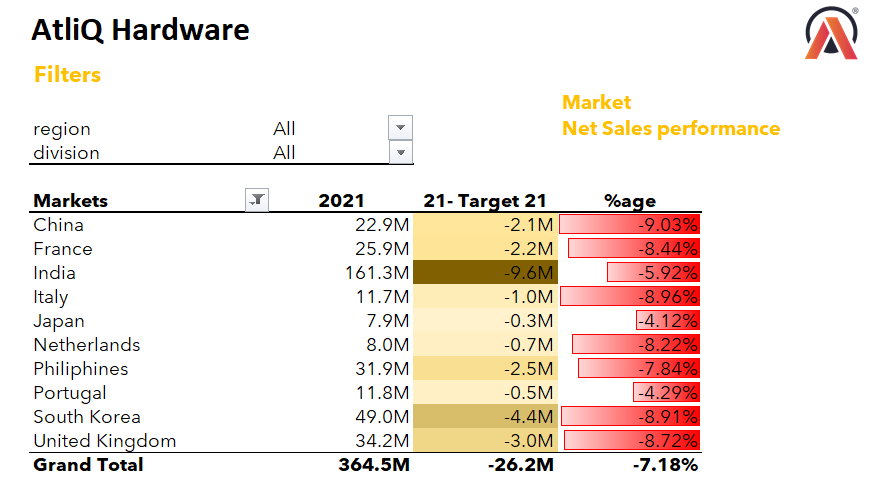 AtliQ Hardware
®
Filters
Market
Net Sales performance
region All
division All
Markets 2021 21- Target 21 %age
China 22.9M -2.1M -9.03%
France 25.9M -2.2M -8.44%
India 161.3M -9.6M -5.92%
Italy 11.7M -1.0M -8.96%
Japan 7.9M -0.3M -4.12%
Netherlands 8.0M -0.7M -8.22%
Philiphines 31.9M -2.5M -7.84%
Portugal 11.8M -0.5M -4.29%
South Korea 49.0M -4.4M -8.91%
United Kingdom 34.2M -3.0M -8.72%
Grand Total 364.5M -26.2M -7.18%